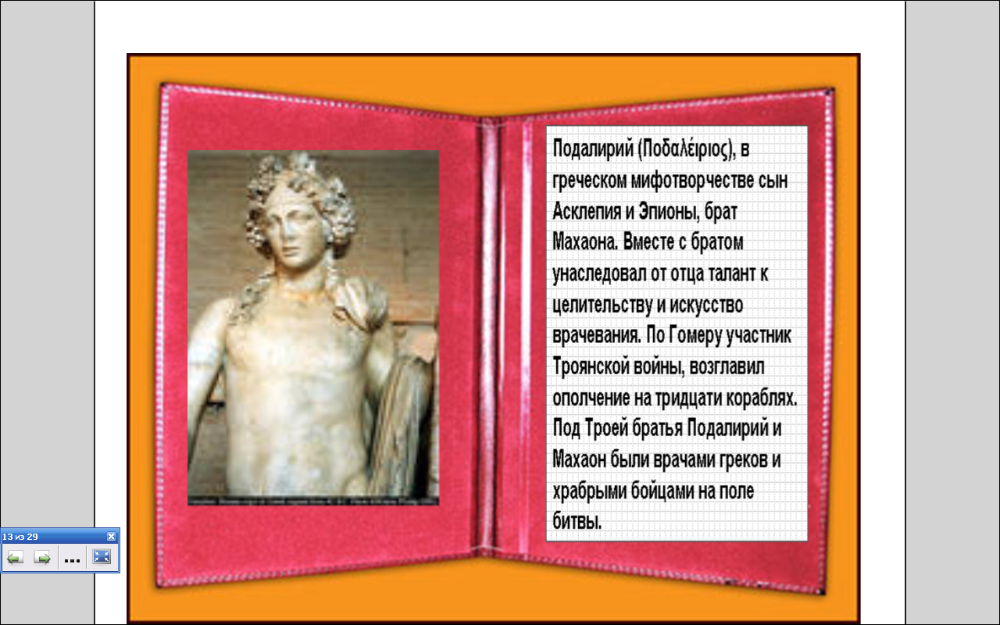 Подалирий (Ποδαλέιριος), в
греческом мифотворчестве сын
Асклепия и Эпионы, брат
Махаона. Вместе с братом
унаследовал от отца талант к
целительству и искусство
врачевания. По Гомеру участник
Троянской войны, возглавил
ополчение на тридцати кораблях.
Под Троей братья Подалирий и
Махаон были врачами греков и
храбрыми бойцами на поле
битвы.
13 из 29